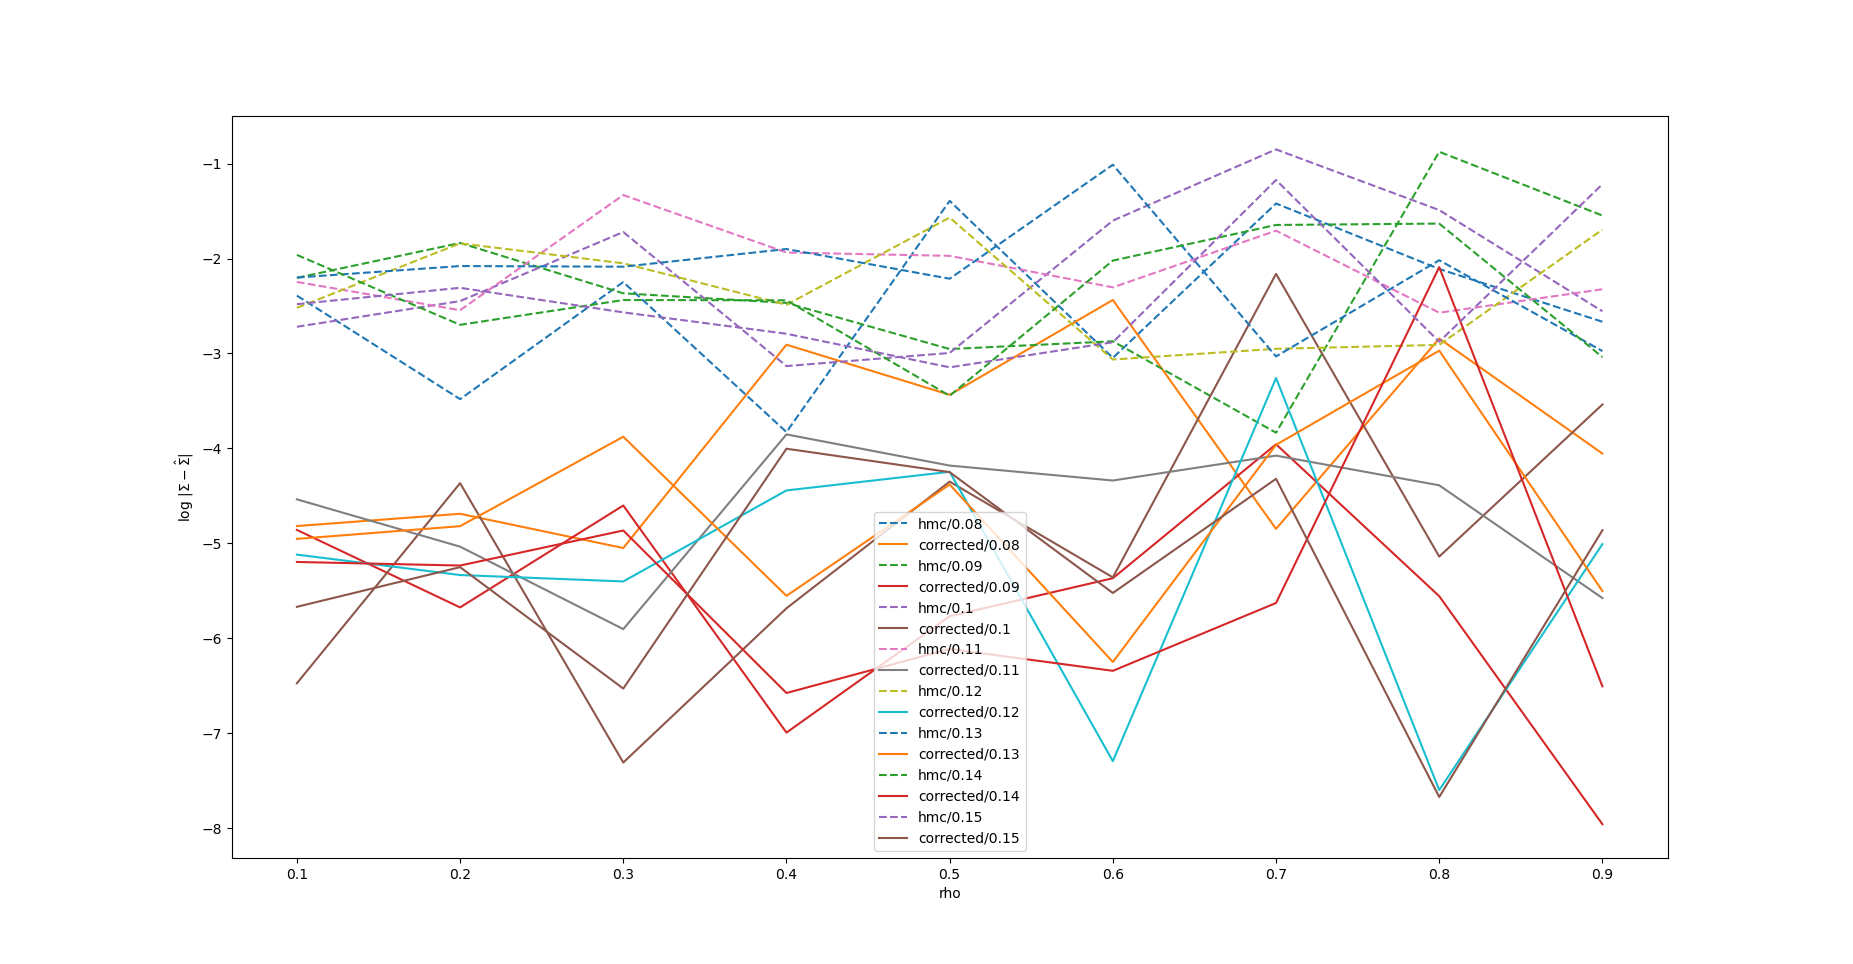 −1
−2
−3
−4
−5
−6
−7
−8
log |Σ − Σ̂|
0.1 0.2 0.3 0.4 0.5 0.6 0.7 0.8 0.9
rho
hmc/0.08
corrected/0.08
hmc/0.09
corrected/0.09
hmc/0.1
corrected/0.1
hmc/0.11
corrected/0.11
hmc/0.12
corrected/0.12
hmc/0.13
corrected/0.13
hmc/0.14
corrected/0.14
hmc/0.15
corrected/0.15